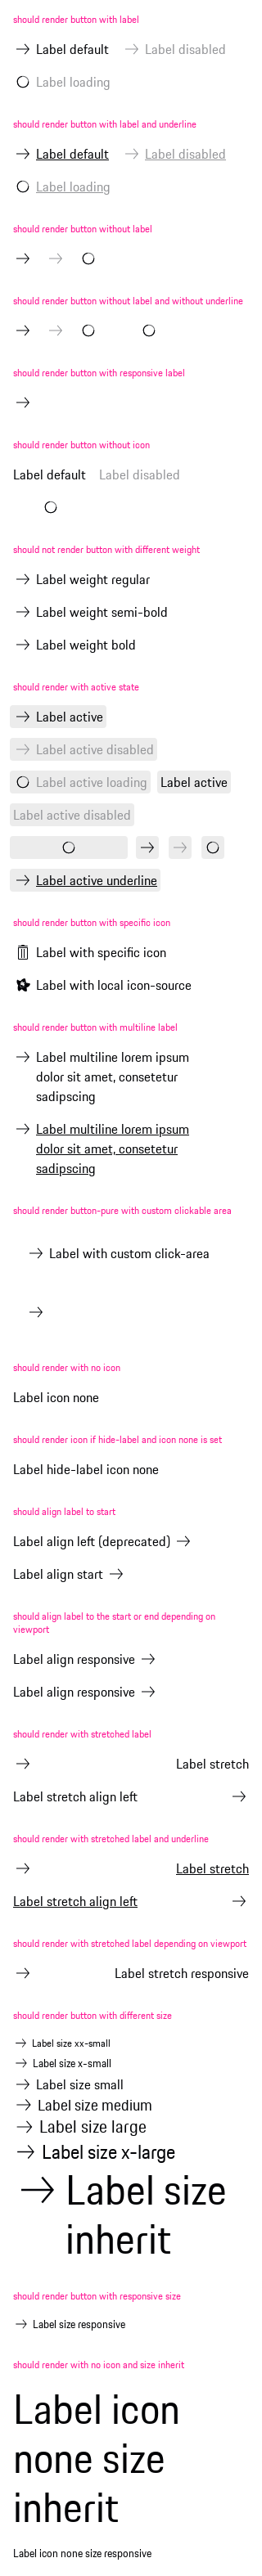 should render button with label
Label default Label disabled
Label loading
should render button with label and underline
Label default Label disabled
Label loading
should render button without label
should render button without label and without underline
should render button with responsive label
should render button without icon
Label default Label disabled
should not render button with different weight
Label weight regular
Label weight semi-bold
Label weight bold
should render with active state
Label active
Label active disabled
Label active loading Label active
Label active disabled
Label active underline
should render button with specific icon
Label with specific icon
Label with local icon-source
should render button with multiline label
Label multiline lorem ipsum
dolor sit amet, consetetur
sadipscing
Label multiline lorem ipsum
dolor sit amet, consetetur
sadipscing
should render button-pure with custom clickable area
Label with custom click-area
should render with no icon
Label icon none
should render icon if hide-label and icon none is set
Label hide-label icon none
should align label to start
Label align left (deprecated)
Label align start
should align label to the start or end depending on
viewport
Label align responsive
Label align responsive
should render with stretched label
Label stretch
Label stretch align left
should render with stretched label and underline
Label stretch
Label stretch align left
should render with stretched label depending on viewport
Label stretch responsive
should render button with different size
Label size xx-small
Label size x-small
Label size small
Label size medium
Label size large
Label size x-large
Label size
inherit
should render button with responsive size
Label size responsive
should render with no icon and size inherit
Label icon
none size
inherit
Label icon none size responsive